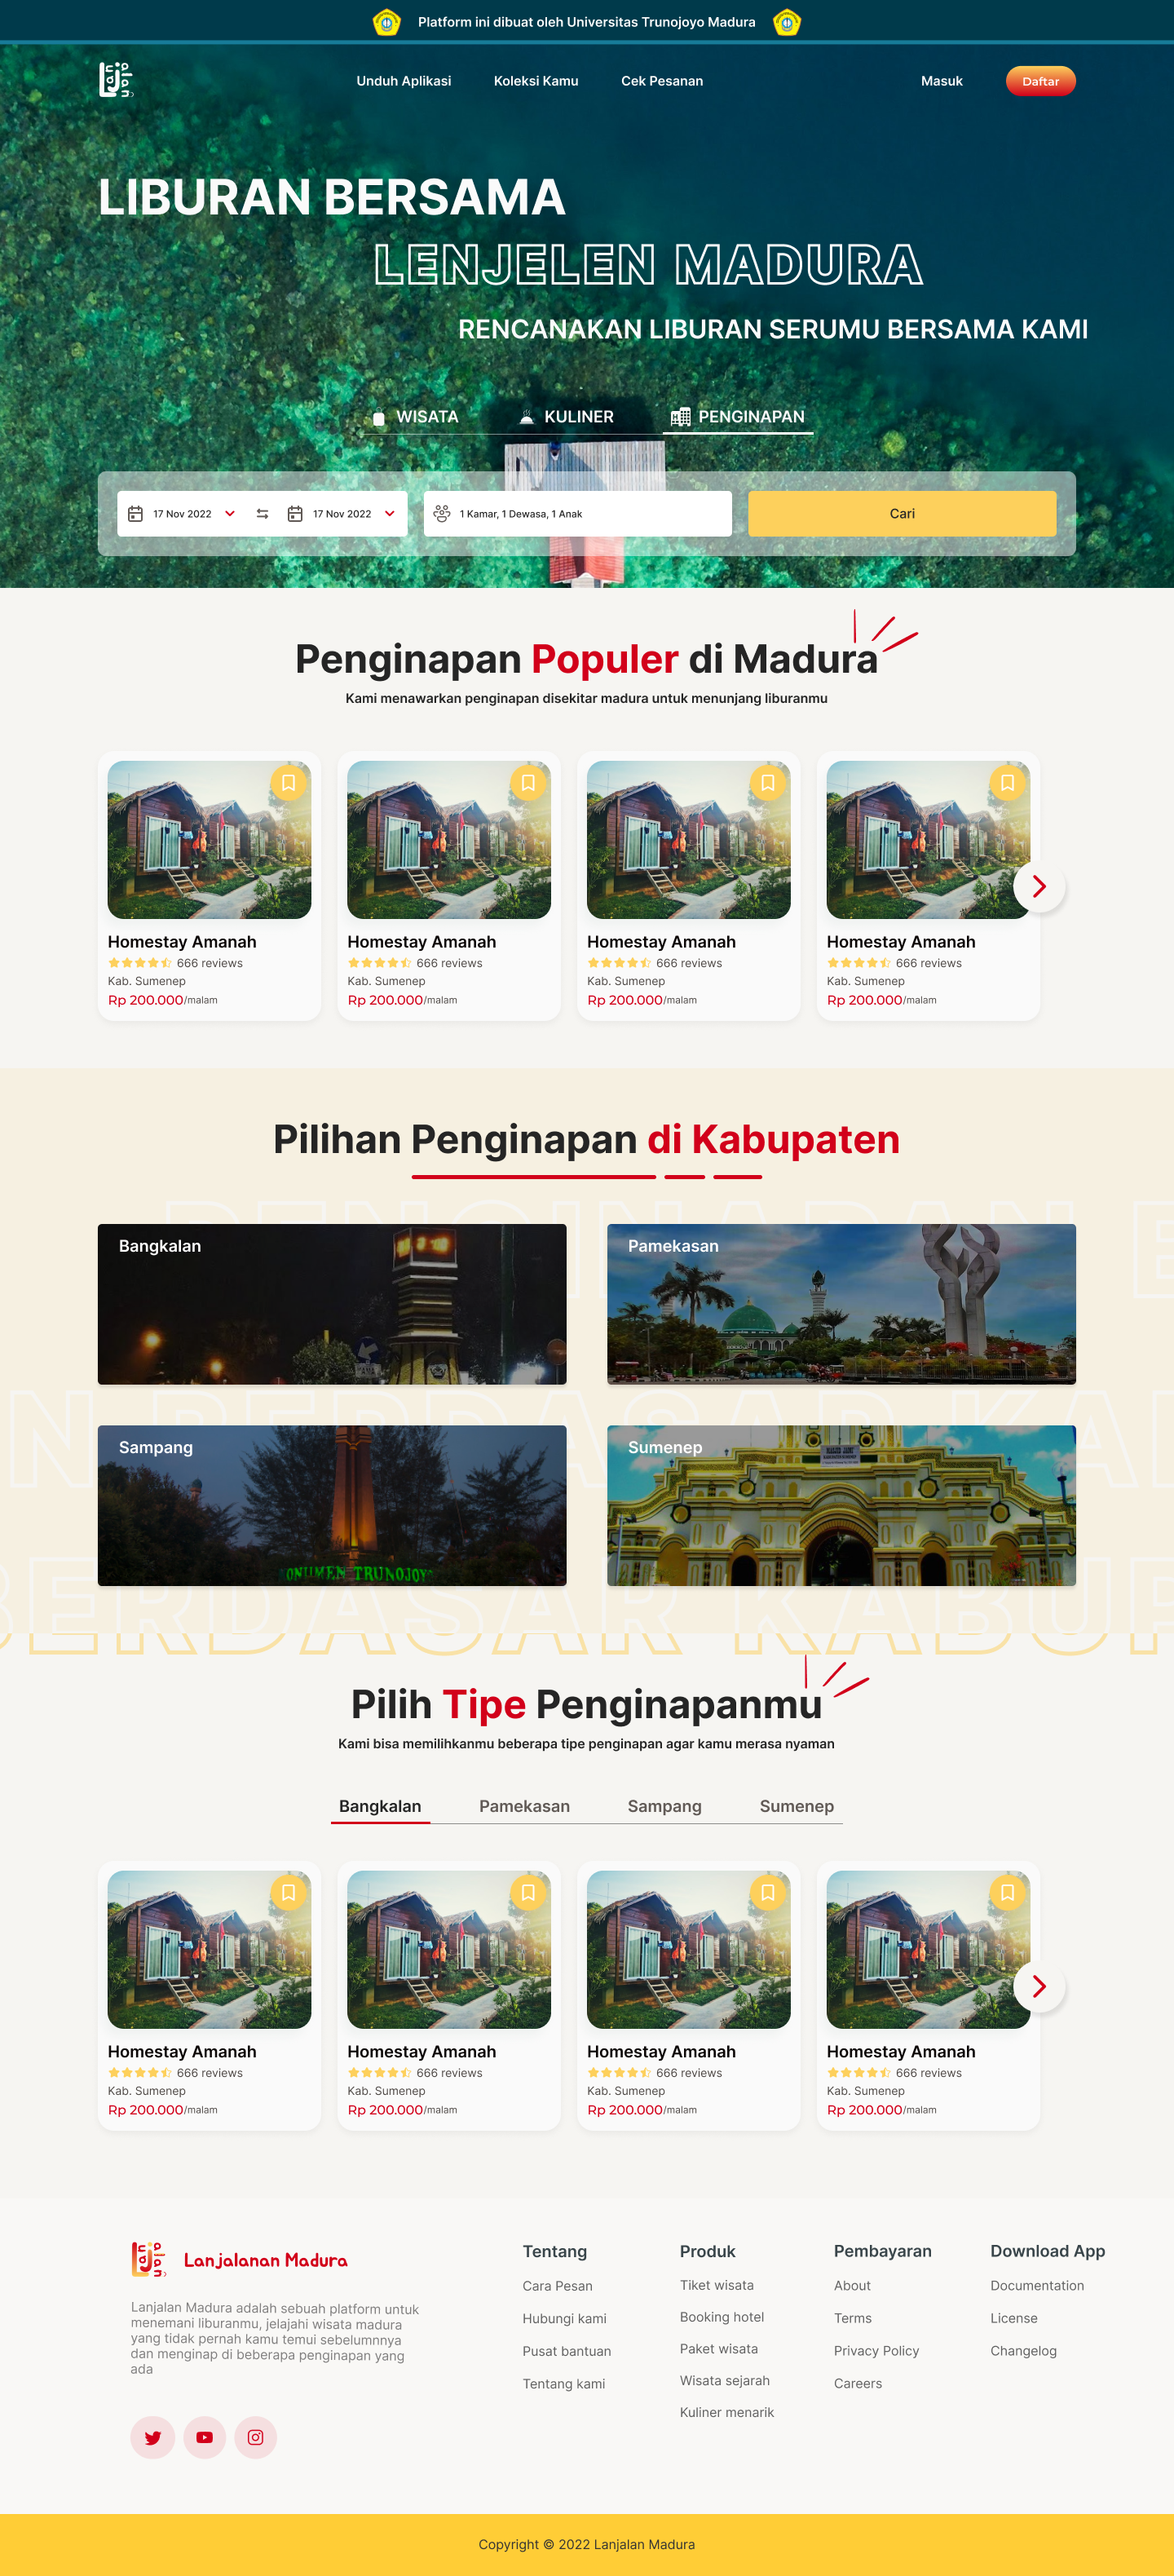 Platform ini dibuat oleh Universitas Trunojoyo Madura
Unduh Aplikasi
Koleksi Kamu
Cek Pesanan
Masuk
Daftar
LIBURAN BERSAMA
LENJELEN MADURA
RENCANAKAN LIBURAN SERUMU BERSAMA KAMI
WISATA
KULINER
PENGINAPAN
17 Nov 2022
17 Nov 2022
1 Kamar, 1 Dewasa, 1 Anak
Cari
Penginapan Populer di Madura
Kami menawarkan penginapan disekitar madura untuk menunjang liburanmu
Homestay Amanah
666 reviews
Kab. Sumenep
Rp 200.000/malam
Homestay Amanah
666 reviews
Kab. Sumenep
Rp 200.000/malam
Homestay Amanah
666 reviews
Kab. Sumenep
Rp 200.000/malam
Homestay Amanah
666 reviews
Kab. Sumenep
Rp 200.000/malam
Pilihan Penginapan di Kabupaten
Bangkalan
Pamekasan
Sampang
ONUMEN TRUNOJOY
Sumenep
BERDASAR KABUP
Pilih Tipe Penginapanmu
Kami bisa memilihkanmu beberapa tipe penginapan agar kamu merasa nyaman
Bangkalan
Pamekasan
Sampang
Sumenep
Homestay Amanah
666 reviews
Kab. Sumenep
Rp 200.000/malam
Homestay Amanah
666 reviews
Kab. Sumenep
Rp 200.000/malam
Homestay Amanah
666 reviews
Kab. Sumenep
Rp 200.000/malam
Homestay Amanah
666 reviews
Kab. Sumenep
Rp 200.000/malam
Lanjalanan Madura
Lanjalan Madura adalah sebuah platform untuk
menemani liburanmu, jelajahi wisata madura
yang tidak pernah kamu temui sebelumnnya
dan menginap di beberapa penginapan yang
ada
Tentang
Cara Pesan
Hubungi kami
Pusat bantuan
Tentang kami
Produk
Tiket wisata
Booking hotel
Paket wisata
Wisata sejarah
Kuliner menarik
Pembayaran
About
Terms
Privacy Policy
Careers
Download App
Documentation
License
Changelog
Copyright © 2022 Lanjalan Madura